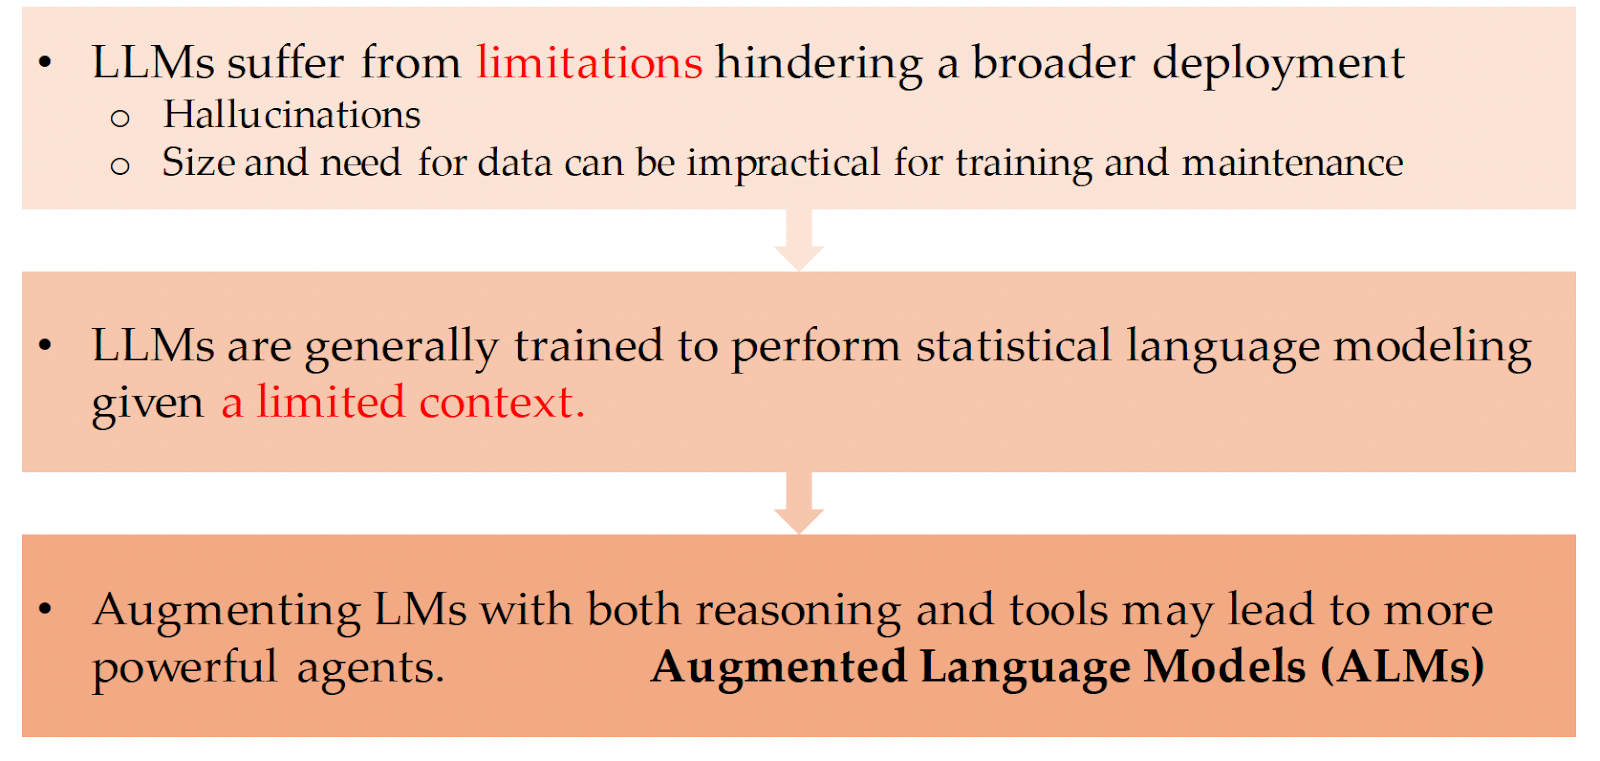 • LLMs suffer from limitations hindering a broader deployment
o Hallucinations
o Size and need for data can be impractical for training and maintenance
• LLMs are generally trained to perform statistical language modeling
given a limited context.
• Augmenting LMs with both reasoning and tools may lead to more
powerful agents. Augmented Language Models (ALMs)